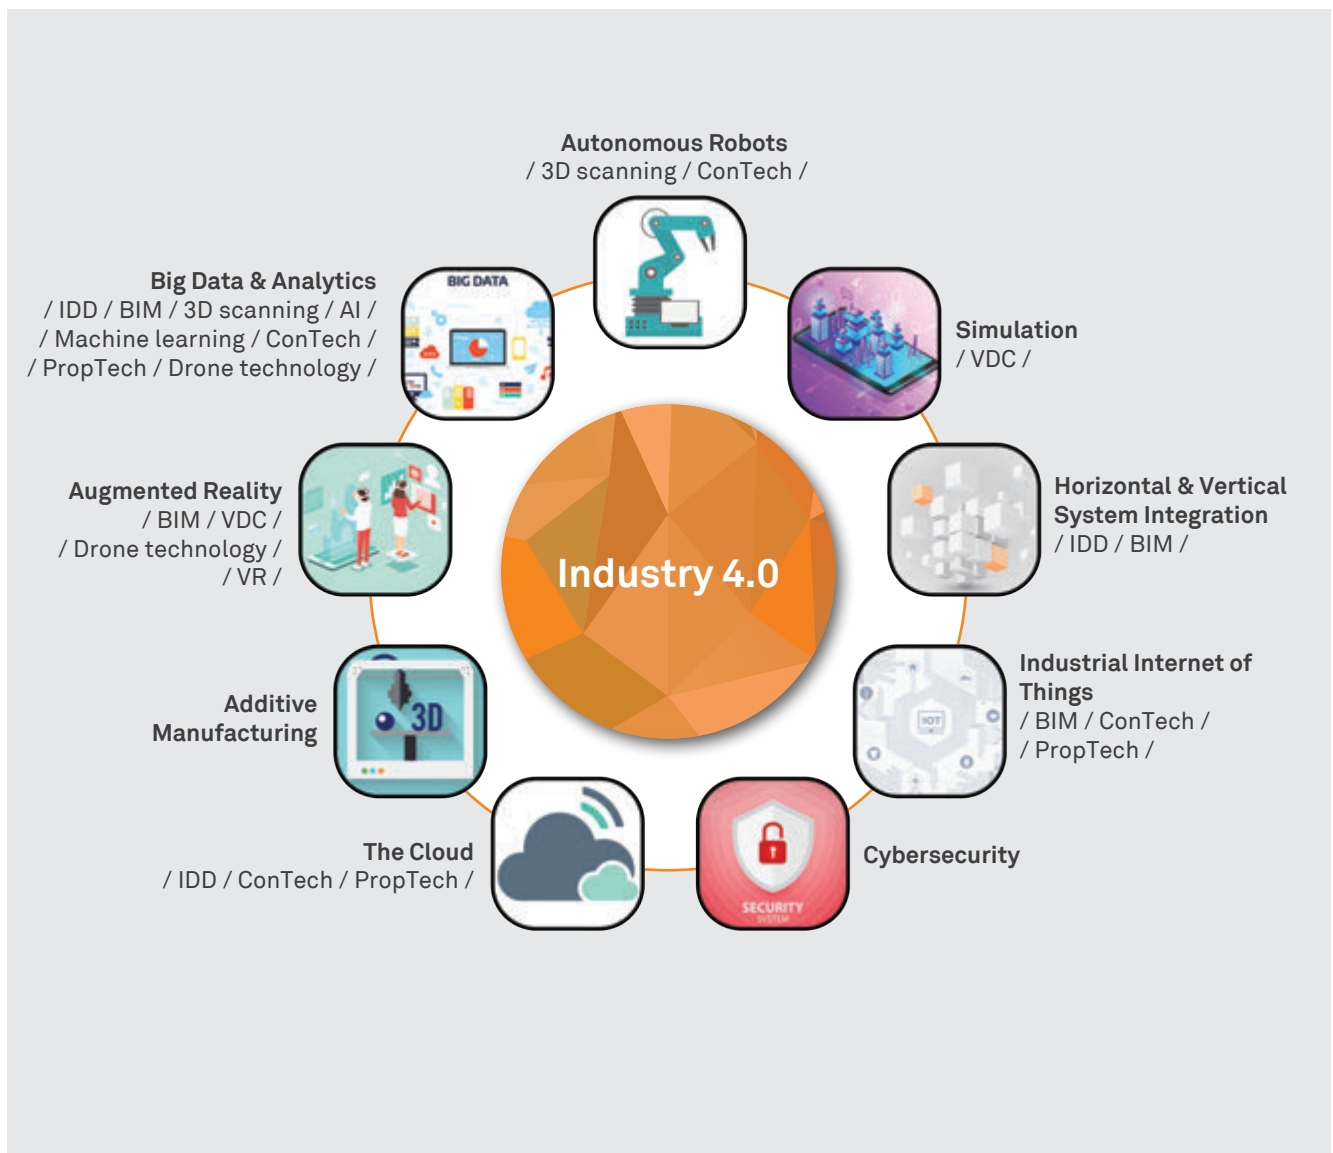 Autonomous Robots
/ 3D scanning / ConTech /
Big Data & Analytics
/ IDD / BIM / 3D scanning / AI /
/ Machine learning / ConTech /
/ PropTech / Drone technology /
BIG DATA
Simulation
/ VDC /
Augmented Reality
/ BIM / VDC /
/ Drone technology /
/ VR /
Horizontal & Vertical
System Integration
/ IDD / BIM /
Industry 4.0
Industrial Internet of
Things
/ BIM / ConTech /
/ PropTech /
IOT
Additive
Manufacturing
3D
The Cloud
/ IDD / ConTech / PropTech /
Cybersecurity
SECURITY
SYSTEM